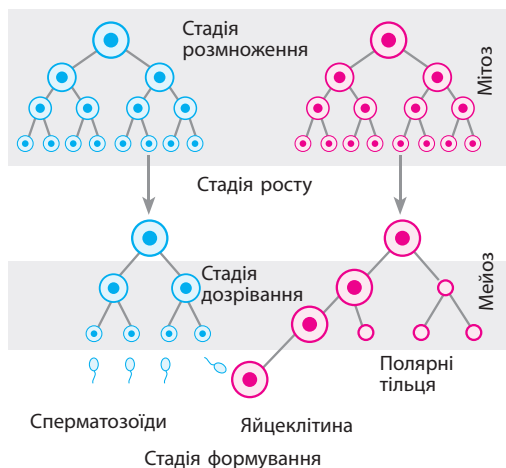 Стадія
розмноження
Мітоз
Стадія росту
Стадія
дозрівання
Мейоз
Полярні
тільця
Сперматозоїди
Яйцеклітина
Стадія формування